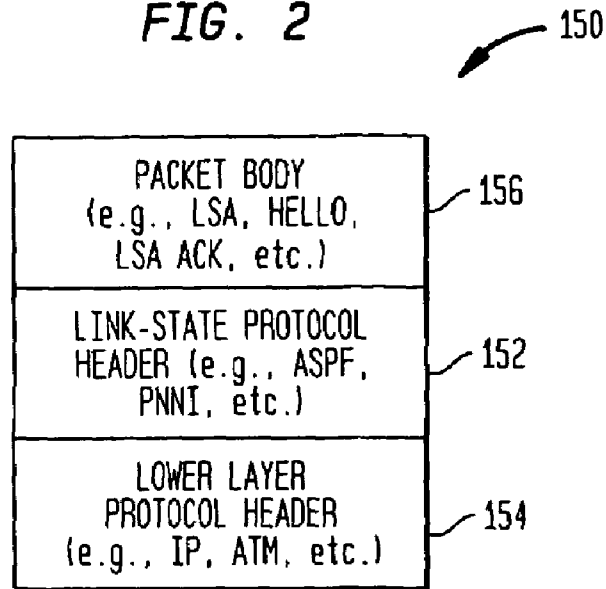 FIG. 2
150
PACKET BODY
(e.g., LSA, HELLO,
LSA ACK, etc.)
156
LINK-STATE PROTOCOL
HEADER (e.g., ASPF,
PNNI, etc.)
152
LOWER LAYER
PROTOCOL HEADER
(e.g., IP, ATM, etc.)
154